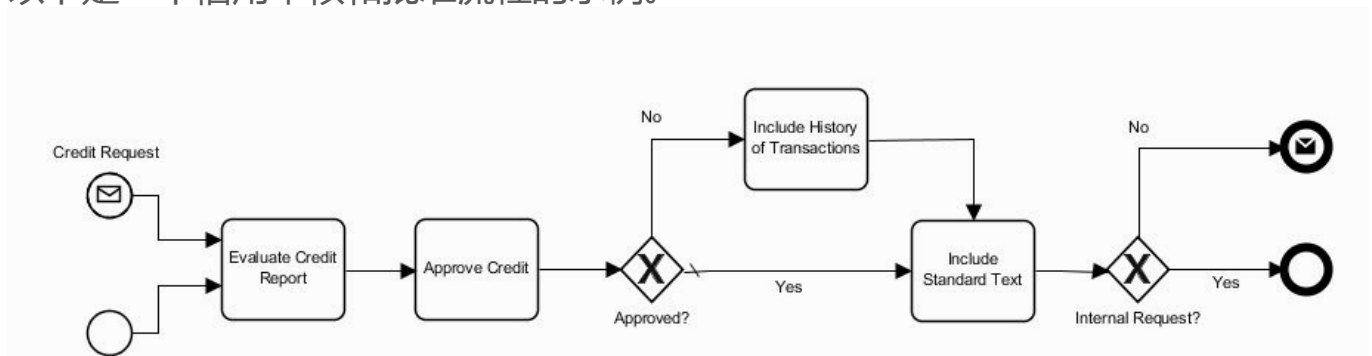 Credit Request
Evaluate Credit
Report
Approve Credit
Approved?
No
Include History
of Transactions
Yes
Include
Standard Text
Internal Request?
No
Yes